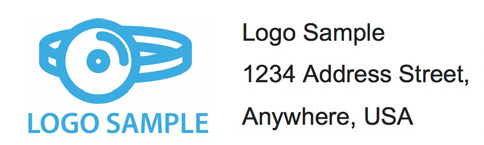 LOGO SAMPLE
Logo Sample
1234 Address Street,
Anywhere, USA